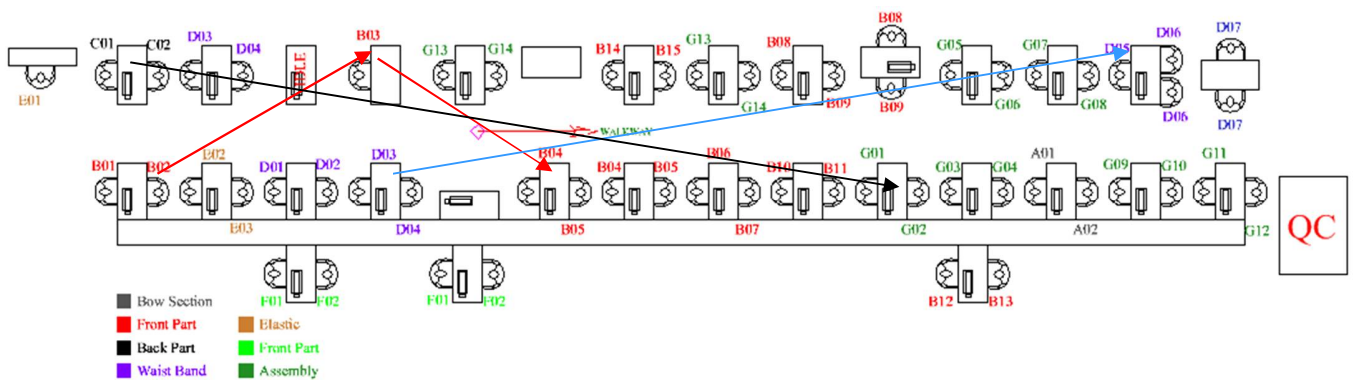 B08
D03 B03 G13 D06 D07
C01 C02 D04 G13 G14 B14 B15 B08 G05 G07 D05
IDLE
E01 G14 B09 B09 G06 G08 D06 D07
WALKWAY
B01 B02 E02 D01 D02 D03 B04 B04 B05 B06 B10 B11 G01 G03 G04 A01 G09 G10 G11
E03 D04 B05 B07 G02 A02 G12
QC
F01 F02 F01 F02 B12 B13
Bow Section
Front Part Elastic
Back Part Front Part
Waist Band Assembly